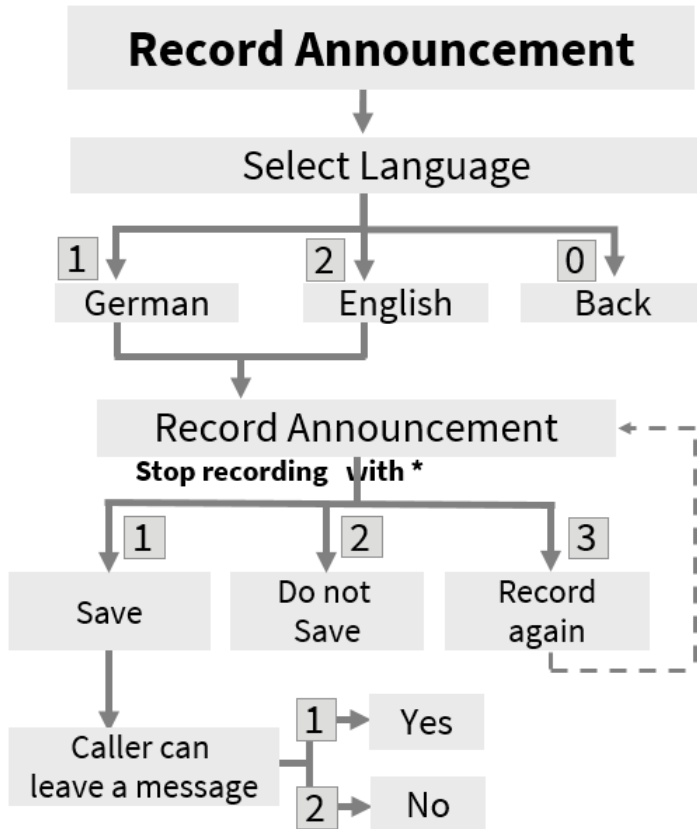 Record Announcement
Select Language
1
2
0
German
English
Back
Record Announcement
Stop recording with *
1
2
3
Save
Do not
Save
Record
again
Caller can
leave a message
1
Yes
2
No